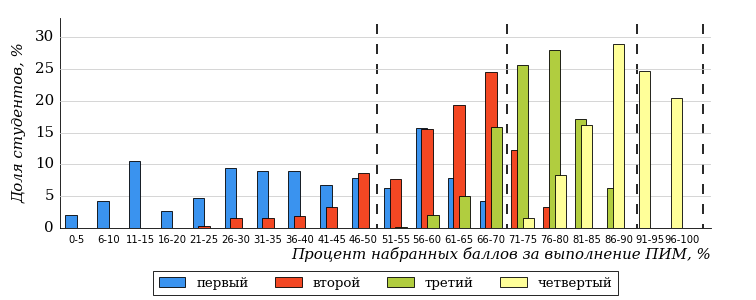 Доля студентов, %
30
25
20
15
10
5
0
0-5 6-10 11-15 16-20 21-25 26-30 31-35 36-40 41-45 46-50 51-55 56-60 61-65 66-70 71-75 76-80 81-85 86-90 91-95 96-100
Процент набранных баллов за выполнение ПИМ, %
первый второй третий четвертый